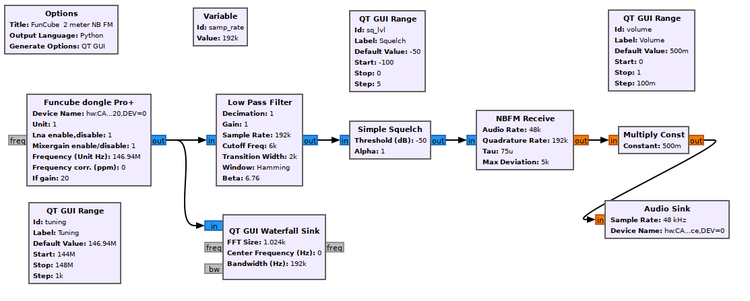 Options
Title: FunCube 2 meter NB FM
Output Language: Python
Generate Options: QT GUI
Variable
Id: samp_rate
Value: 192k
QT GUI Range
Id: sq_lvl
Label: Squelch
Default Value: -50
Start: -100
Stop: 0
Step: 5
QT GUI Range
Id: volume
Label: Volume
Default Value: 500m
Start: 0
Stop: 1
Step: 100m
Funcube dongle Pro+
Device Name: hw:CA...20,DEV=0
Unit: 1
Lna enable,disable: 1
Mixergain enable/disable: 1
Frequency (Unit Hz): 146.94M
Frequency corr. (ppm): 0
If gain: 20
freq
out
Low Pass Filter
Decimation: 1
Gain: 1
Sample Rate: 192k
Cutoff Freq: 6k
Transition Width: 2k
Window: Hamming
Beta: 6.76
in
out
Simple Squelch
Threshold (dB): -50
Alpha: 1
in
out
NBFM Receive
Audio Rate: 48k
Quadrature Rate: 192k
Tau: 75u
Max Deviation: 5k
in
out
Multiply Const
Constant: 500m
in
out
QT GUI Range
Id: tuning
Label: Tuning
Default Value: 146.94M
Start: 144M
Stop: 148M
Step: 1k
QT GUI Waterfall Sink
FFT Size: 1.024k
Center Frequency (Hz): 0
Bandwidth (Hz): 192k
in
freq
bw
freq
Audio Sink
Sample Rate: 48 kHz
Device Name: hw:CA...ce,DEV=0
in